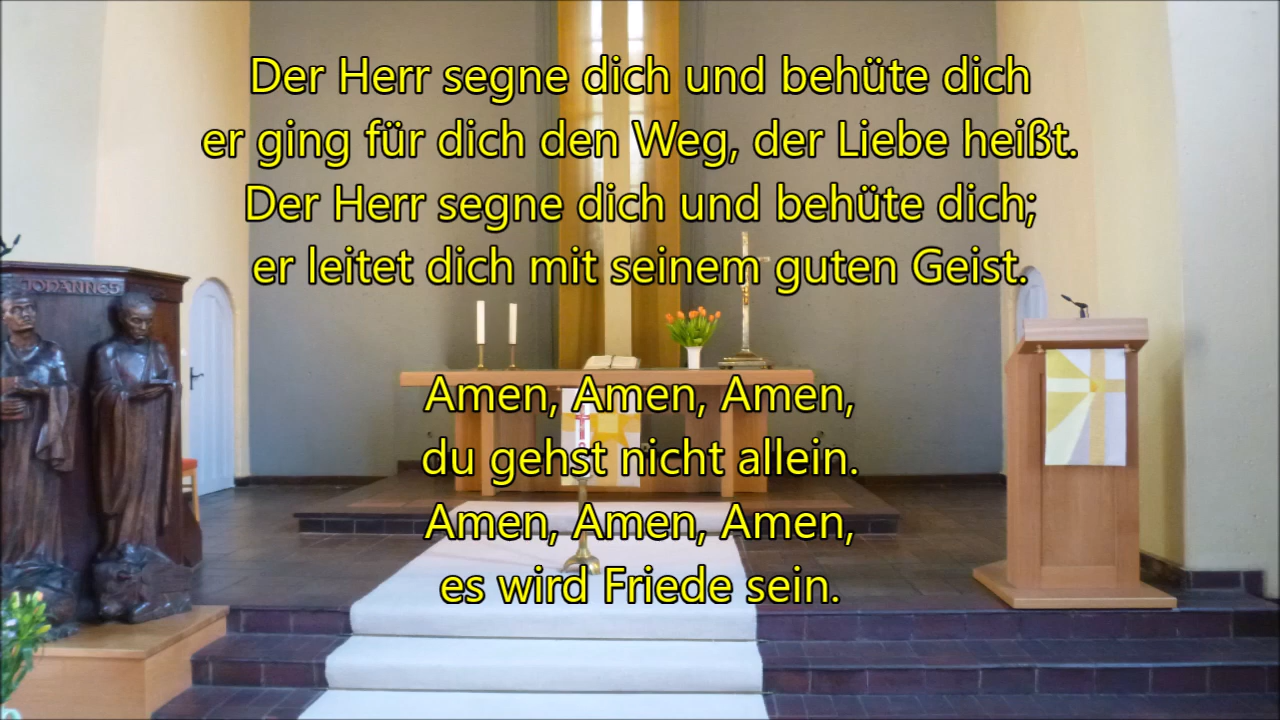 Der Herr segne dich und behüte dich
er ging für dich den Weg, der Liebe heißt.
Der Herr segne dich und behüte dich;
er leitet dich mit seinem guten Geist.
Amen, Amen, Amen,
du gehst nicht allein.
Amen, Amen, Amen,
es wird Friede sein.
JOHANNES